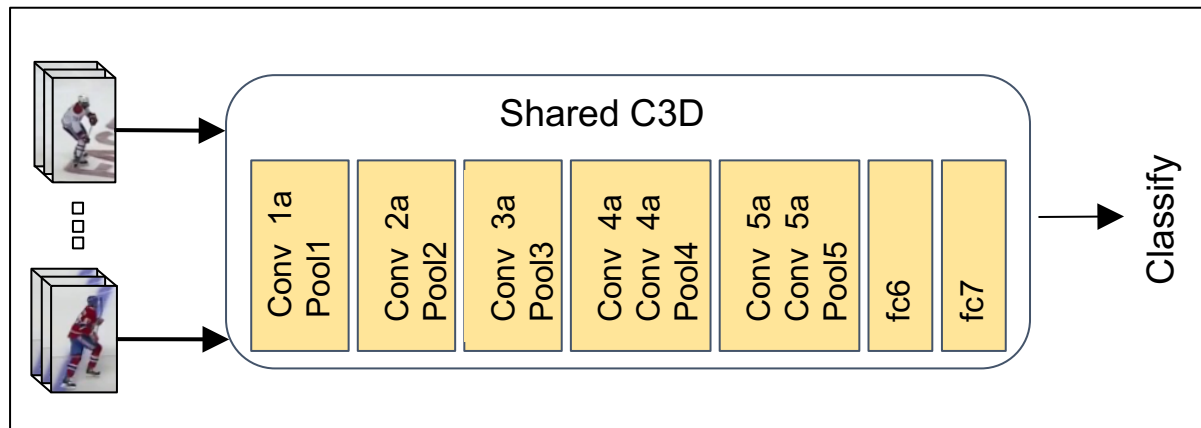 Shared C3D
Conv 1a
Pool1
Conv 2a
Pool2
Conv 3a
Pool3
Conv 4a
Conv 4a
Pool4
Conv 5a
Conv 5a
Pool5
fc6
fc7
Classify